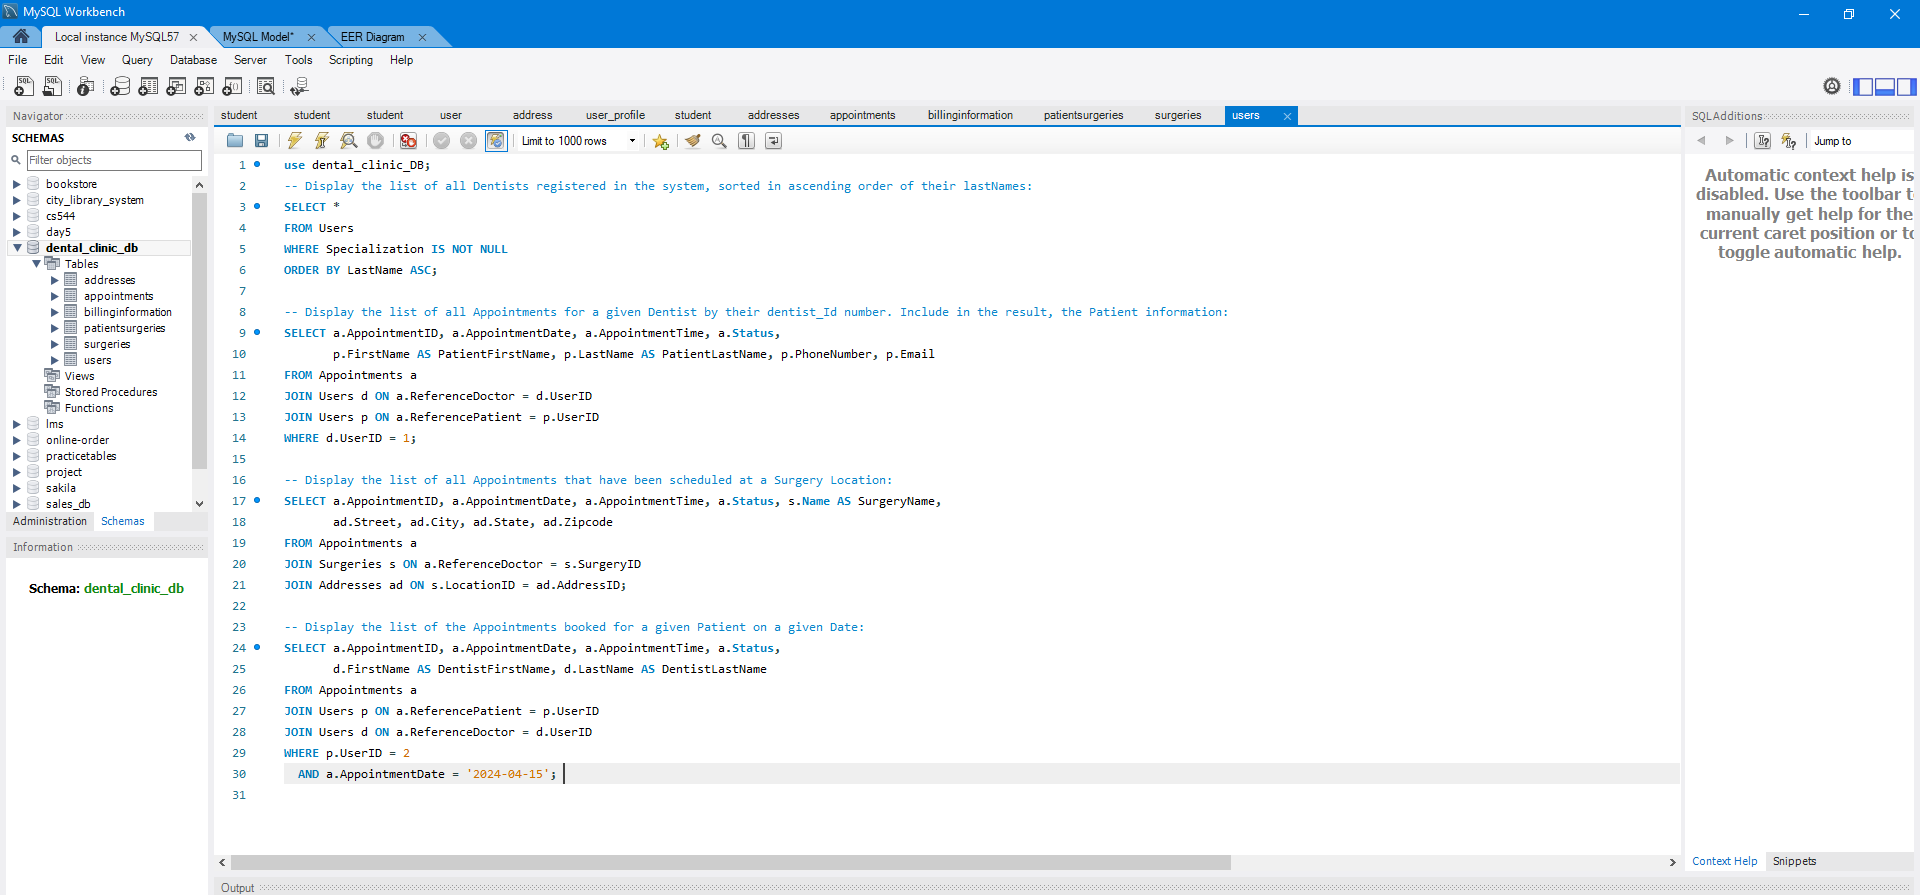 MySQL Workbench
Local instance MySQL57
MySQL Model*
EER Diagram
File Edit View Query Database Server Tools Scripting Help
Navigator
SCHEMAS
Filter objects
bookstore
city_library_system
cs544
day5
dental_clinic_db
Tables
addresses
appointments
billinginformation
patientsurgeries
surgeries
users
Views
Stored Procedures
Functions
lms
online-order
practicetables
project
sakila
sales_db
Administration Schemas
Information
Schema: dental_clinic_db
student student student user address user_profile student addresses appointments billinginformation patientsurgeries surgeries users
Limit to 1000 rows
1 use dental_clinic_DB;
2 -- Display the list of all Dentists registered in the system, sorted in ascending order of their lastNames:
3 SELECT *
4 FROM Users
5 WHERE Specialization IS NOT NULL
6 ORDER BY LastName ASC;
7
8 -- Display the list of all Appointments for a given Dentist by their dentist_Id number. Include in the result, the Patient information:
9 SELECT a.AppointmentID, a.AppointmentDate, a.AppointmentTime, a.Status,
10 p.FirstName AS PatientFirstName, p.LastName AS PatientLastName, p.PhoneNumber, p.Email
11 FROM Appointments a
12 JOIN Users d ON a.ReferenceDoctor = d.UserID
13 JOIN Users p ON a.ReferencePatient = p.UserID
14 WHERE d.UserID = 1;
15
16 -- Display the list of all Appointments that have been scheduled at a Surgery Location:
17 SELECT a.AppointmentID, a.AppointmentDate, a.AppointmentTime, a.Status, s.Name AS SurgeryName,
18 ad.Street, ad.City, ad.State, ad.Zipcode
19 FROM Appointments a
20 JOIN Surgeries s ON a.ReferenceDoctor = s.SurgeryID
21 JOIN Addresses ad ON s.LocationID = ad.AddressID;
22
23 -- Display the list of the Appointments booked for a given Patient on a given Date:
24 SELECT a.AppointmentID, a.AppointmentDate, a.AppointmentTime, a.Status,
25 d.FirstName AS DentistFirstName, d.LastName AS DentistLastName
26 FROM Appointments a
27 JOIN Users p ON a.ReferencePatient = p.UserID
28 JOIN Users d ON a.ReferenceDoctor = d.UserID
29 WHERE p.UserID = 2
30 AND a.AppointmentDate = '2024-04-15';
31
Output
SQLAdditions
Jump to
Automatic context help is
disabled. Use the toolbar t
manually get help for the
current caret position or to
toggle automatic help.
Context Help Snippets